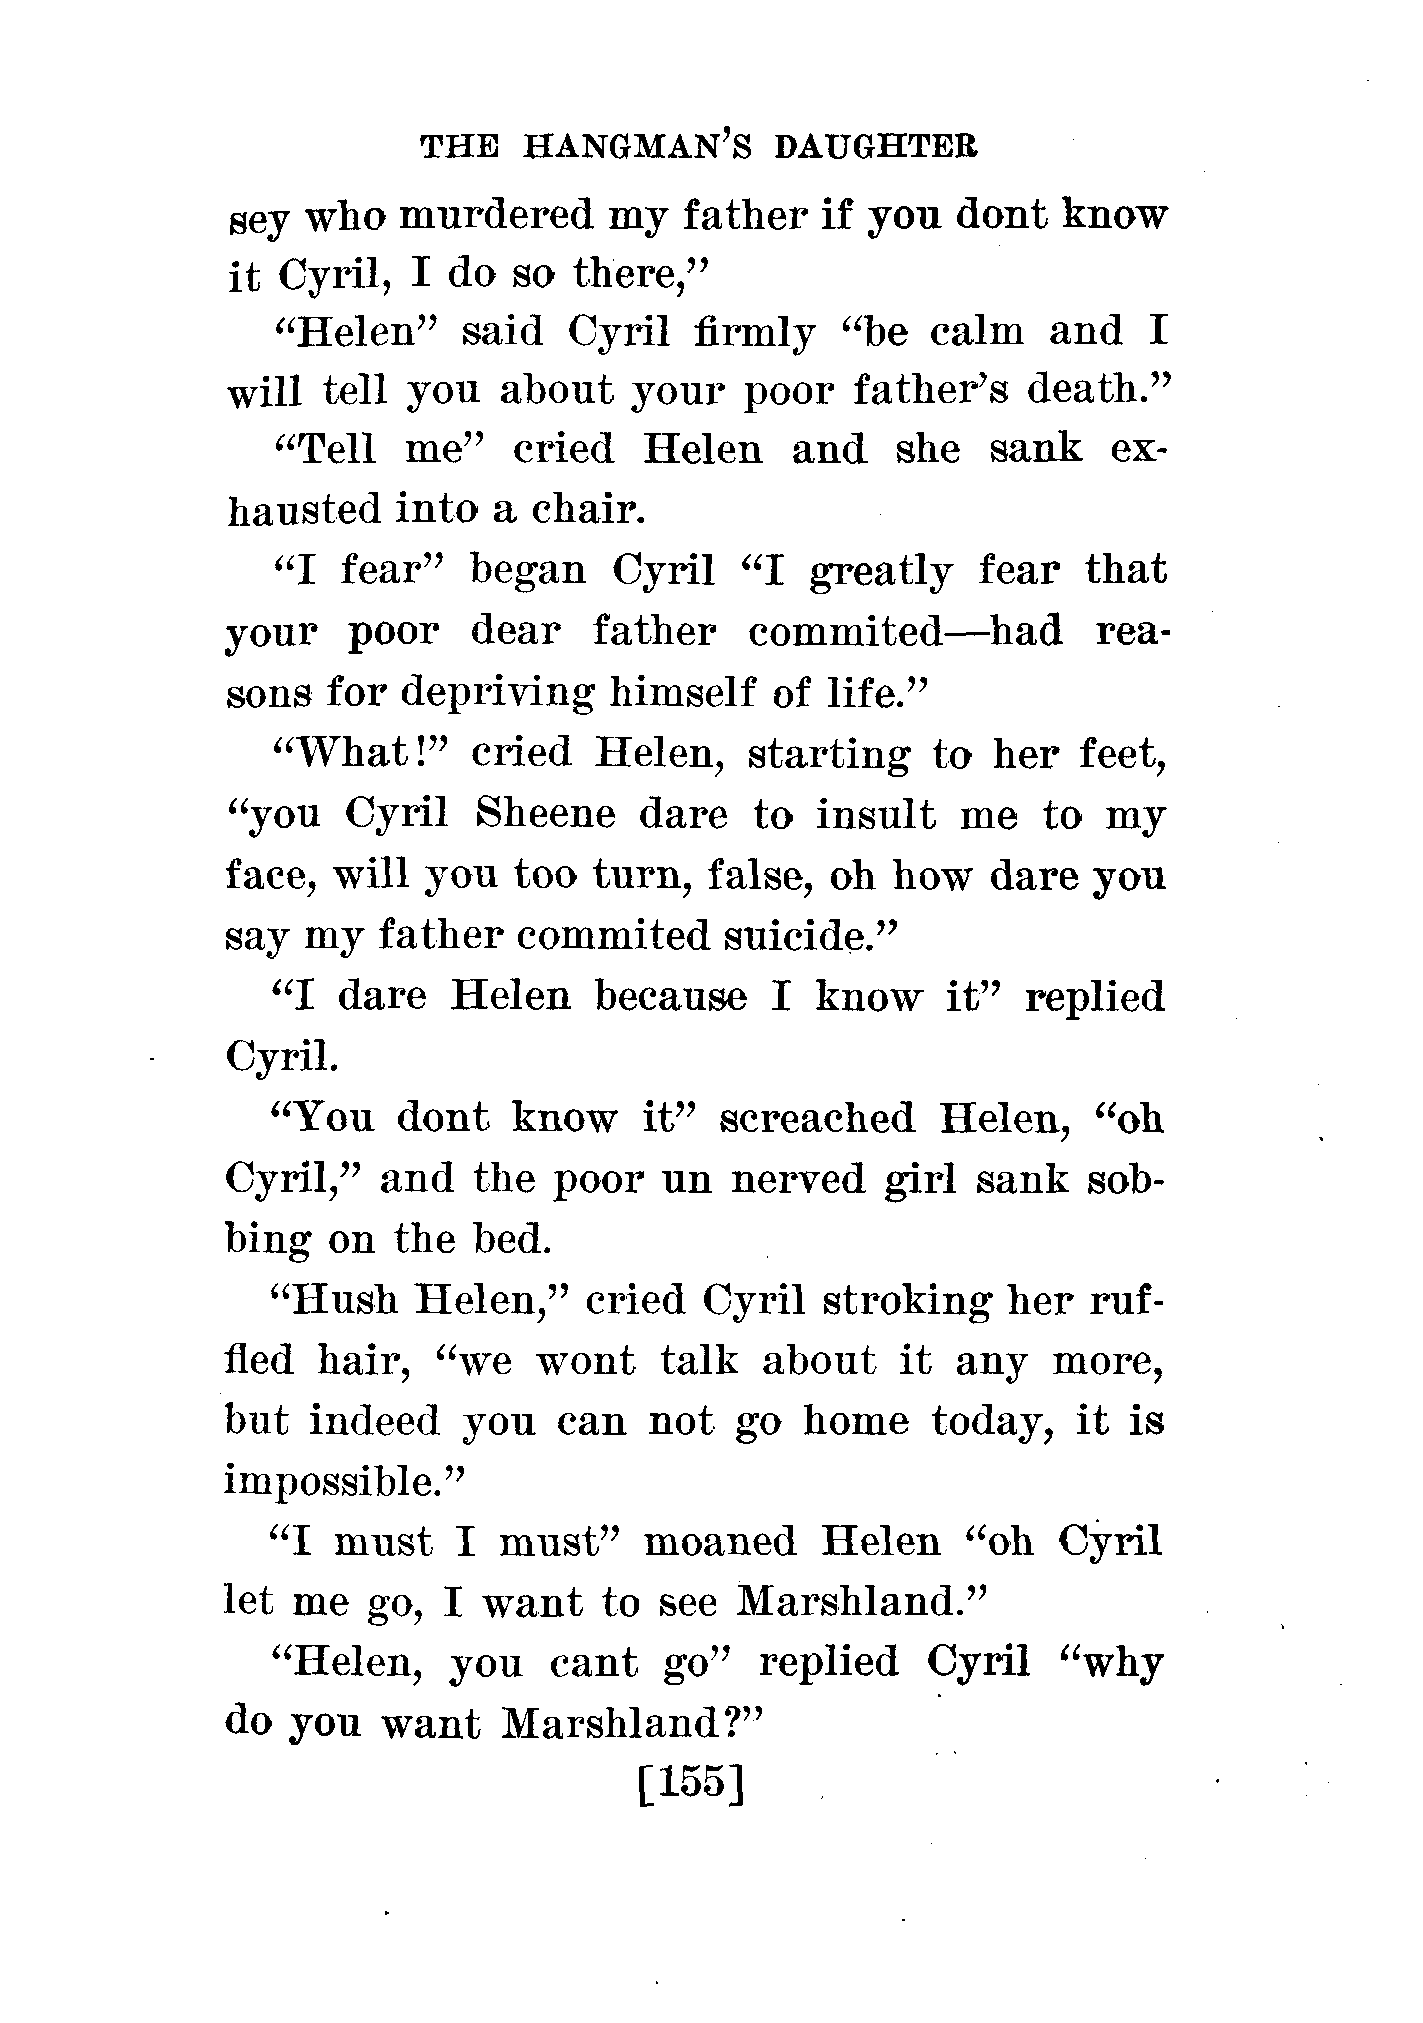 THE HANGMAN'S DAUGHTER
sey who murdered my father if you dont know
it Cyril, I do so there,”
“Helen” said Cyril firmly “be calm and I
will tell you about your poor father's death.”
“Tell me” cried Helen and she sank ex-
hausted into a chair.
“I fear” began Cyril “I greatly fear that
your poor dear father commited—had rea-
sons for depriving himself of life.”
“What!” cried Helen, starting to her feet,
“you Cyril Sheene dare to insult me to my
face, will you too turn, false, oh how dare you
say my father commited suicide.”
“I dare Helen because I know it” replied
Cyril.
“You dont know it” screached Helen, “oh
Cyril,” and the poor un nerved girl sank sob-
bing on the bed.
“Hush Helen,” cried Cyril stroking her ruf-
fled hair, “we wont talk about it any more,
but indeed you can not go home today, it is
impossible.”
“I must I must” moaned Helen “oh Cyril
let me go, I want to see Marshland.”
“Helen, you cant go” replied Cyril “why
do you want Marshland?”
[155]